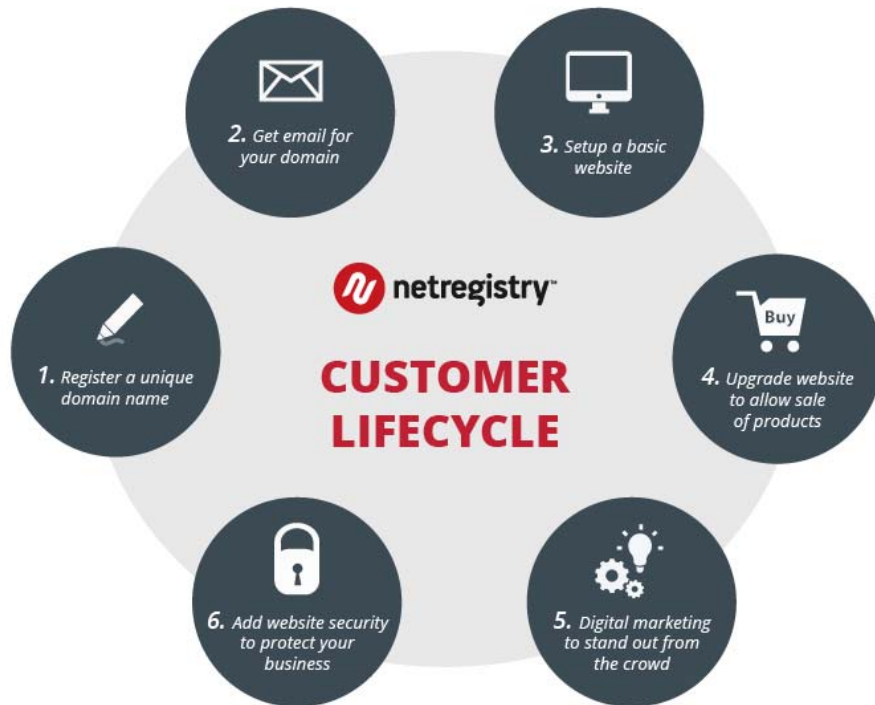 2. Get email for
your domain
3. Setup a basic
website
netregistry™
1. Register a unique
domain name
CUSTOMER
LIFECYCLE
Buy
4. Upgrade website
to allow sale
of products
6. Add website security
to protect your
business
5. Digital marketing
to stand out from
the crowd